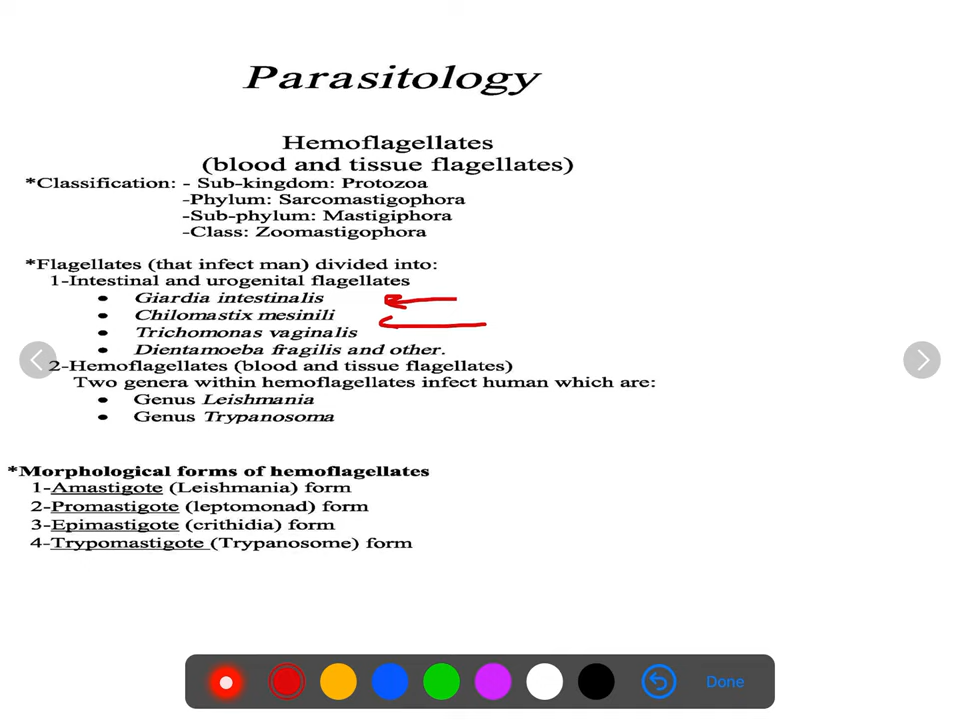 Parasitology
Hemoflagellates
(blood and tissue flagellates)
*Classification: - Sub-kingdom: Protozoa
-Phylum: Sarcomastigophora
-Sub-phylum: Mastigiphora
-Class: Zoomastigophora
*Flagellates (that infect man) divided into:
1-Intestinal and urogenital flagellates
• Giardia intestinalis
• Chilomastix mesinili
• Trichomonas vaginalis
• Dientamoeba fragilis and other.
2-Hemoflagellates (blood and tissue flagellates)
Two genera within hemoflagellates infect human which are:
• Genus Leishmania
• Genus Trypanosoma
*Morphological forms of hemoflagellates
1-Amastigote (Leishmania) form
2-Promastigote (leptomonad) form
3-Epimastigote (crithidia) form
4-Trypomastigote (Trypanosome) form
Done